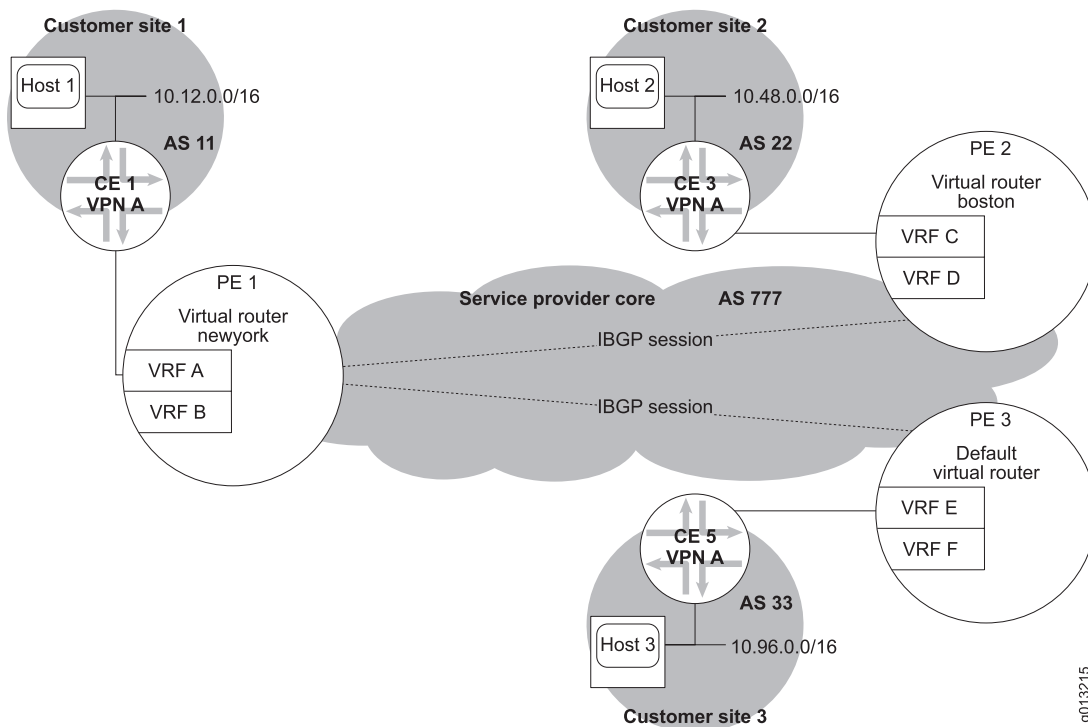 Customer site 1
Host 1
10.12.0.0/16
AS 11
CE 1
VPN A
Customer site 2
Host 2
10.48.0.0/16
AS 22
CE 3
VPN A
PE 2
Virtual router
boston
VRF C
VRF D
PE 1
Virtual router
newyork
VRF A
VRF B
Service provider core
AS 777
IBGP session
IBGP session
PE 3
Default
virtual router
VRF E
VRF F
CE 5
VPN A
AS 33
Host 3
10.96.0.0/16
Customer site 3
g013215